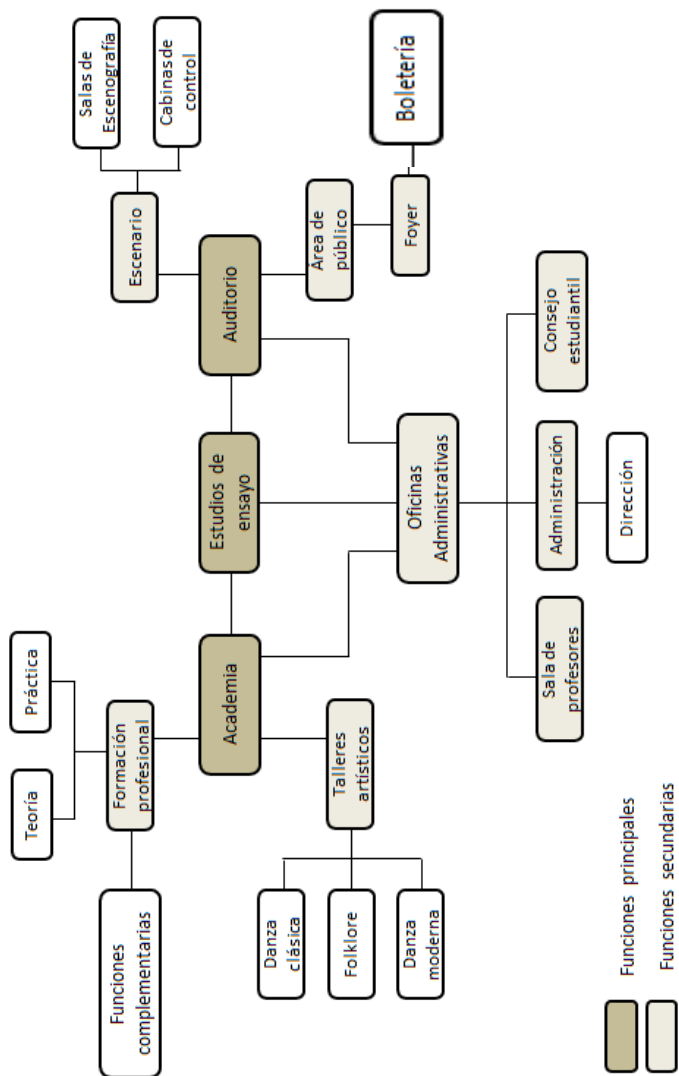 Teoría
Práctica
Salas de
Escenografía
Cabinas de
control
Funciones
complementarias
Formación
profesional
Escenario
Boletería
Academia
Estudios de
ensayo
Auditorio
Danza
clásica
Folklore
Danza
moderna
Talleres
artísticos
Área de
público
Foyer
Oficinas
Administrativas
Sala de
profesores
Administración
Consejo
estudiantil
Dirección
Funciones principales
Funciones secundarias